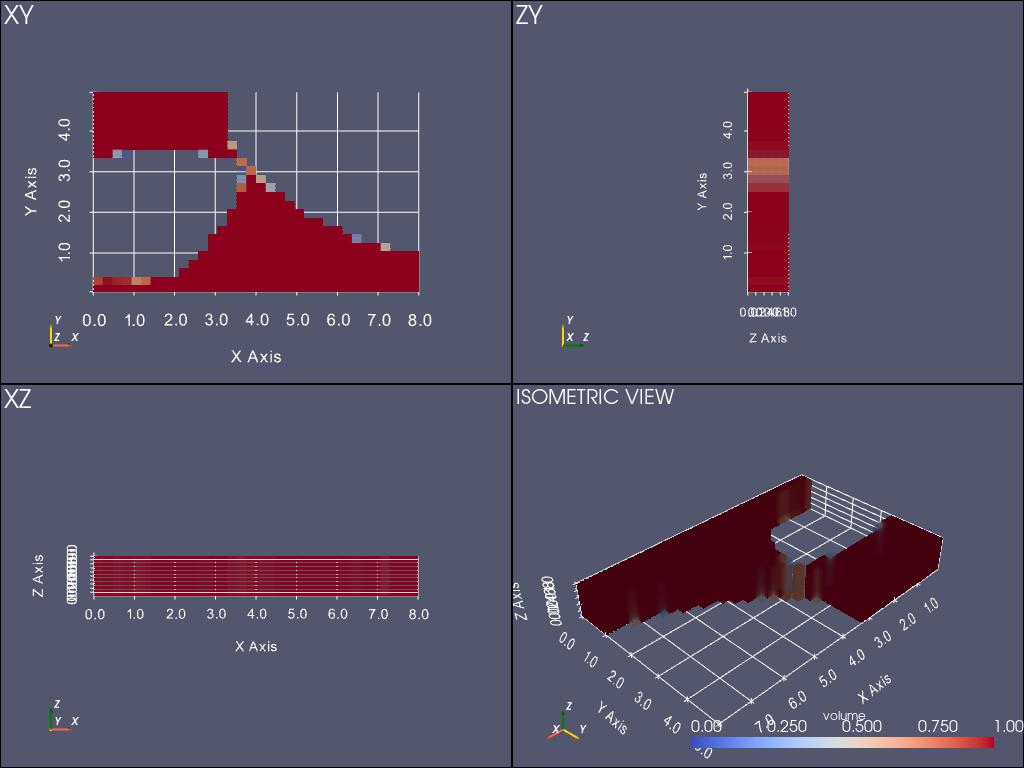 XY
4.0
3.0
2.0
1.0
Y Axis
0.0 1.0 2.0 3.0 4.0 5.0 6.0 7.0 8.0
X Axis
Y
Z X
ZY
4.0
3.0
2.0
1.0
Y Axis
Z Axis
Y
X Z
XZ
Z Axis
0.0 1.0 2.0 3.0 4.0 5.0 6.0 7.0 8.0
X Axis
Z
Y X
ISOMETRIC VIEW
Z Axis
0.0 1.0 2.0 3.0 4.0
Y Axis
1.0 2.0 3.0 4.0 5.0 6.0 7.0
X Axis
Z
X Y
volume
0.00 0.250 0.500 0.750 1.00